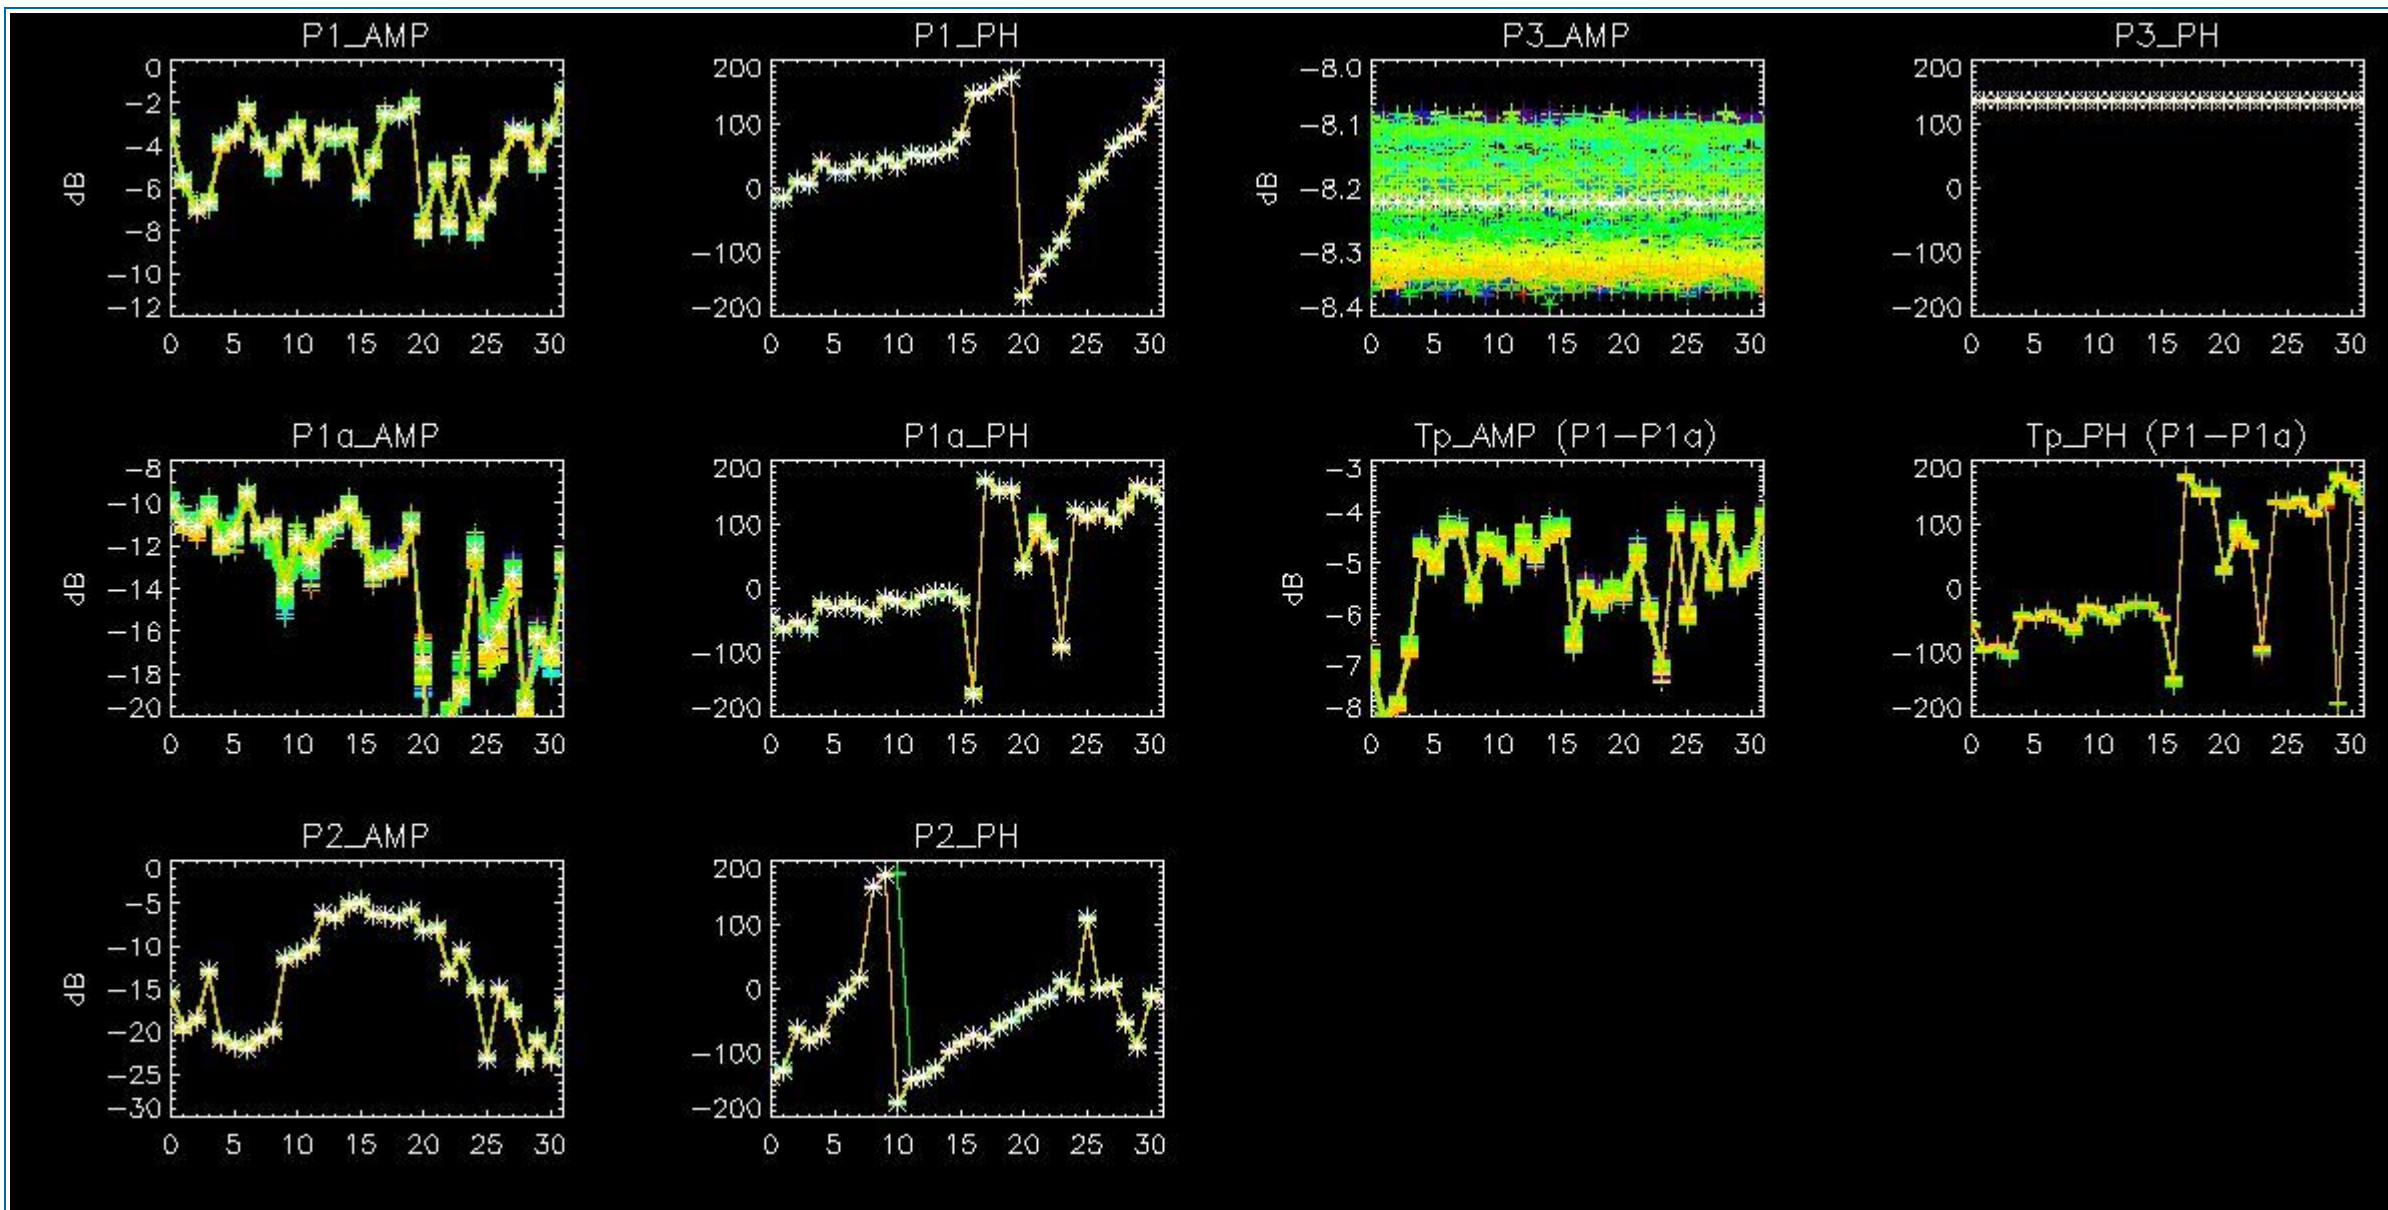 P1_AMP
0
−2
−4
−6
−8
−10
−12
dB
0 5 10 15 20 25 30
P1_PH
200
100
0
−100
−200
0 5 10 15 20 25 30
P3_AMP
−8.0
−8.1
−8.2
−8.3
−8.4
dB
0 5 10 15 20 25 30
P3_PH
200
100
0
−100
−200
0 5 10 15 20 25 30
P1a_AMP
−8
−10
−12
−14
−16
−18
−20
dB
0 5 10 15 20 25 30
P1a_PH
200
100
0
−100
−200
0 5 10 15 20 25 30
Tp_AMP (P1−P1a)
−3
−4
−5
−6
−7
−8
dB
0 5 10 15 20 25 30
Tp_PH (P1−P1a)
200
100
0
−100
−200
0 5 10 15 20 25 30
P2_AMP
0
−5
−10
−15
−20
−25
−30
dB
0 5 10 15 20 25 30
P2_PH
200
100
0
−100
−200
0 5 10 15 20 25 30